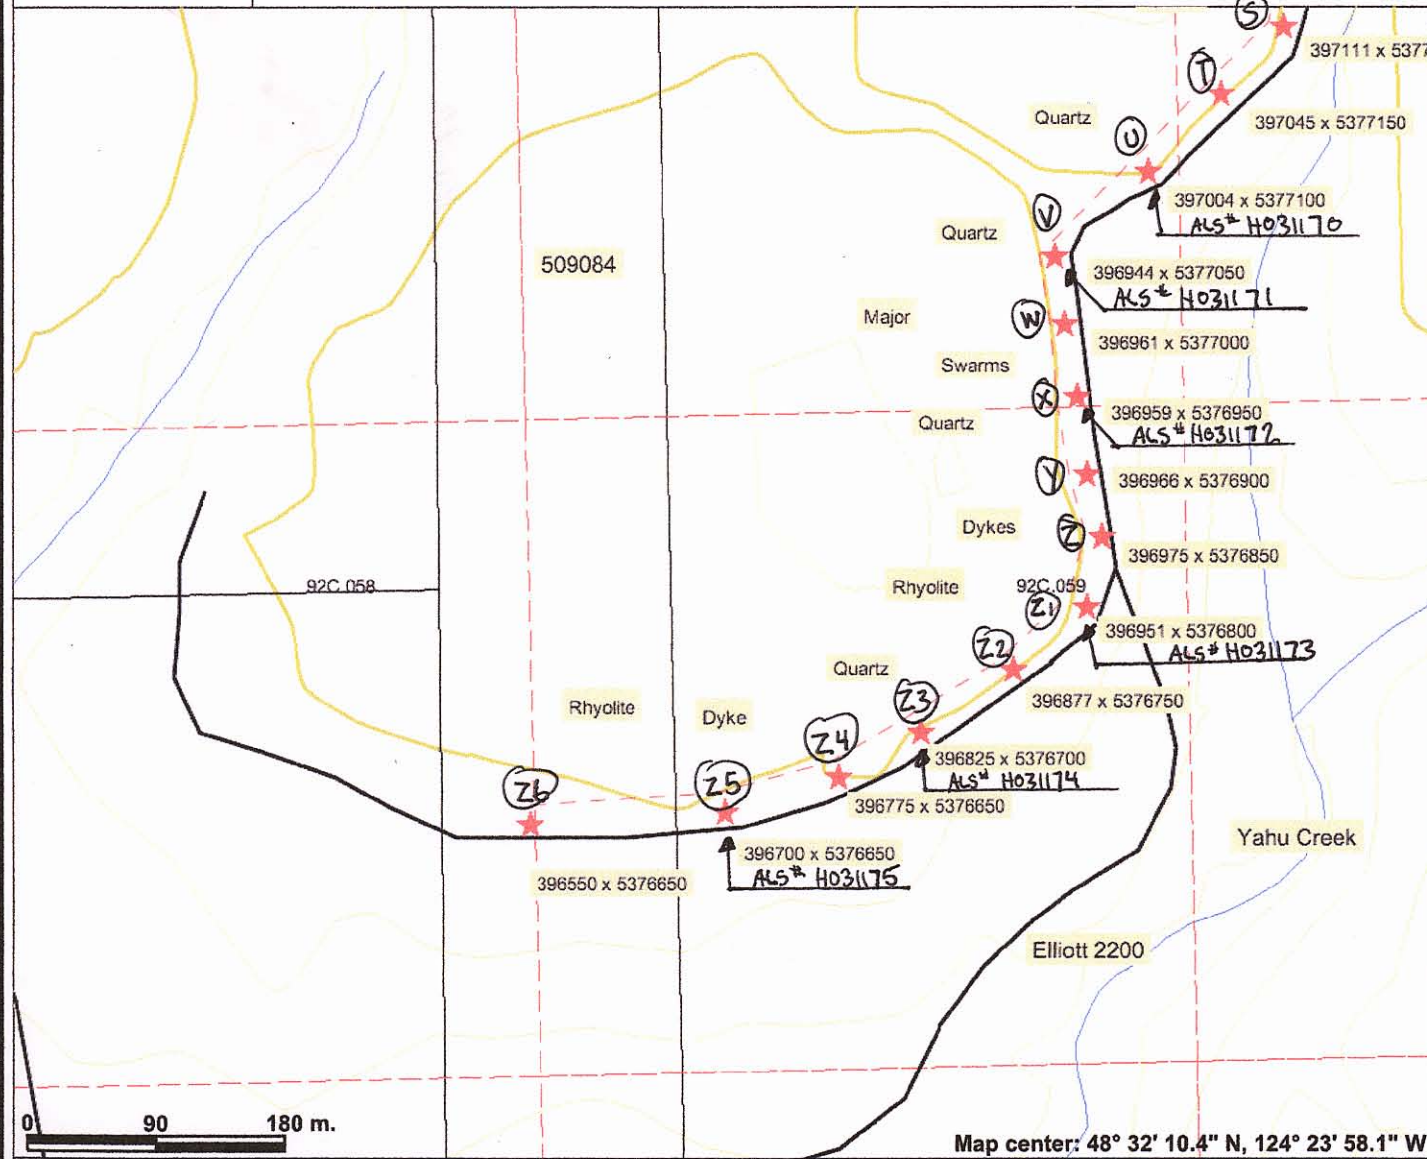 S
397111 x 5377
T
397045 x 5377150
Quartz
U
397004 x 5377100
ALS# H031170
V
Quartz
509084
396944 x 5377050
ALS# H031171
Major
W
396961 x 5377000
Swarms
X
396959 x 5376950
ALS# H031172
Quartz
Y
396966 x 5376900
Dykes
Z
396975 x 5376850
92C.058
Rhyolite
92C.059
Z1
396951 x 5376800
ALS# H031173
Z2
Quartz
396877 x 5376750
Rhyolite
Dyke
Z3
396825 x 5376700
ALS# H031174
Z4
396775 x 5376650
Z5
Z6
396700 x 5376650
ALS# H031175
396550 x 5376650
Yahu Creek
Elliott 2200
0 90 180 m.
Map center: 48° 32' 10.4" N, 124° 23' 58.1" W